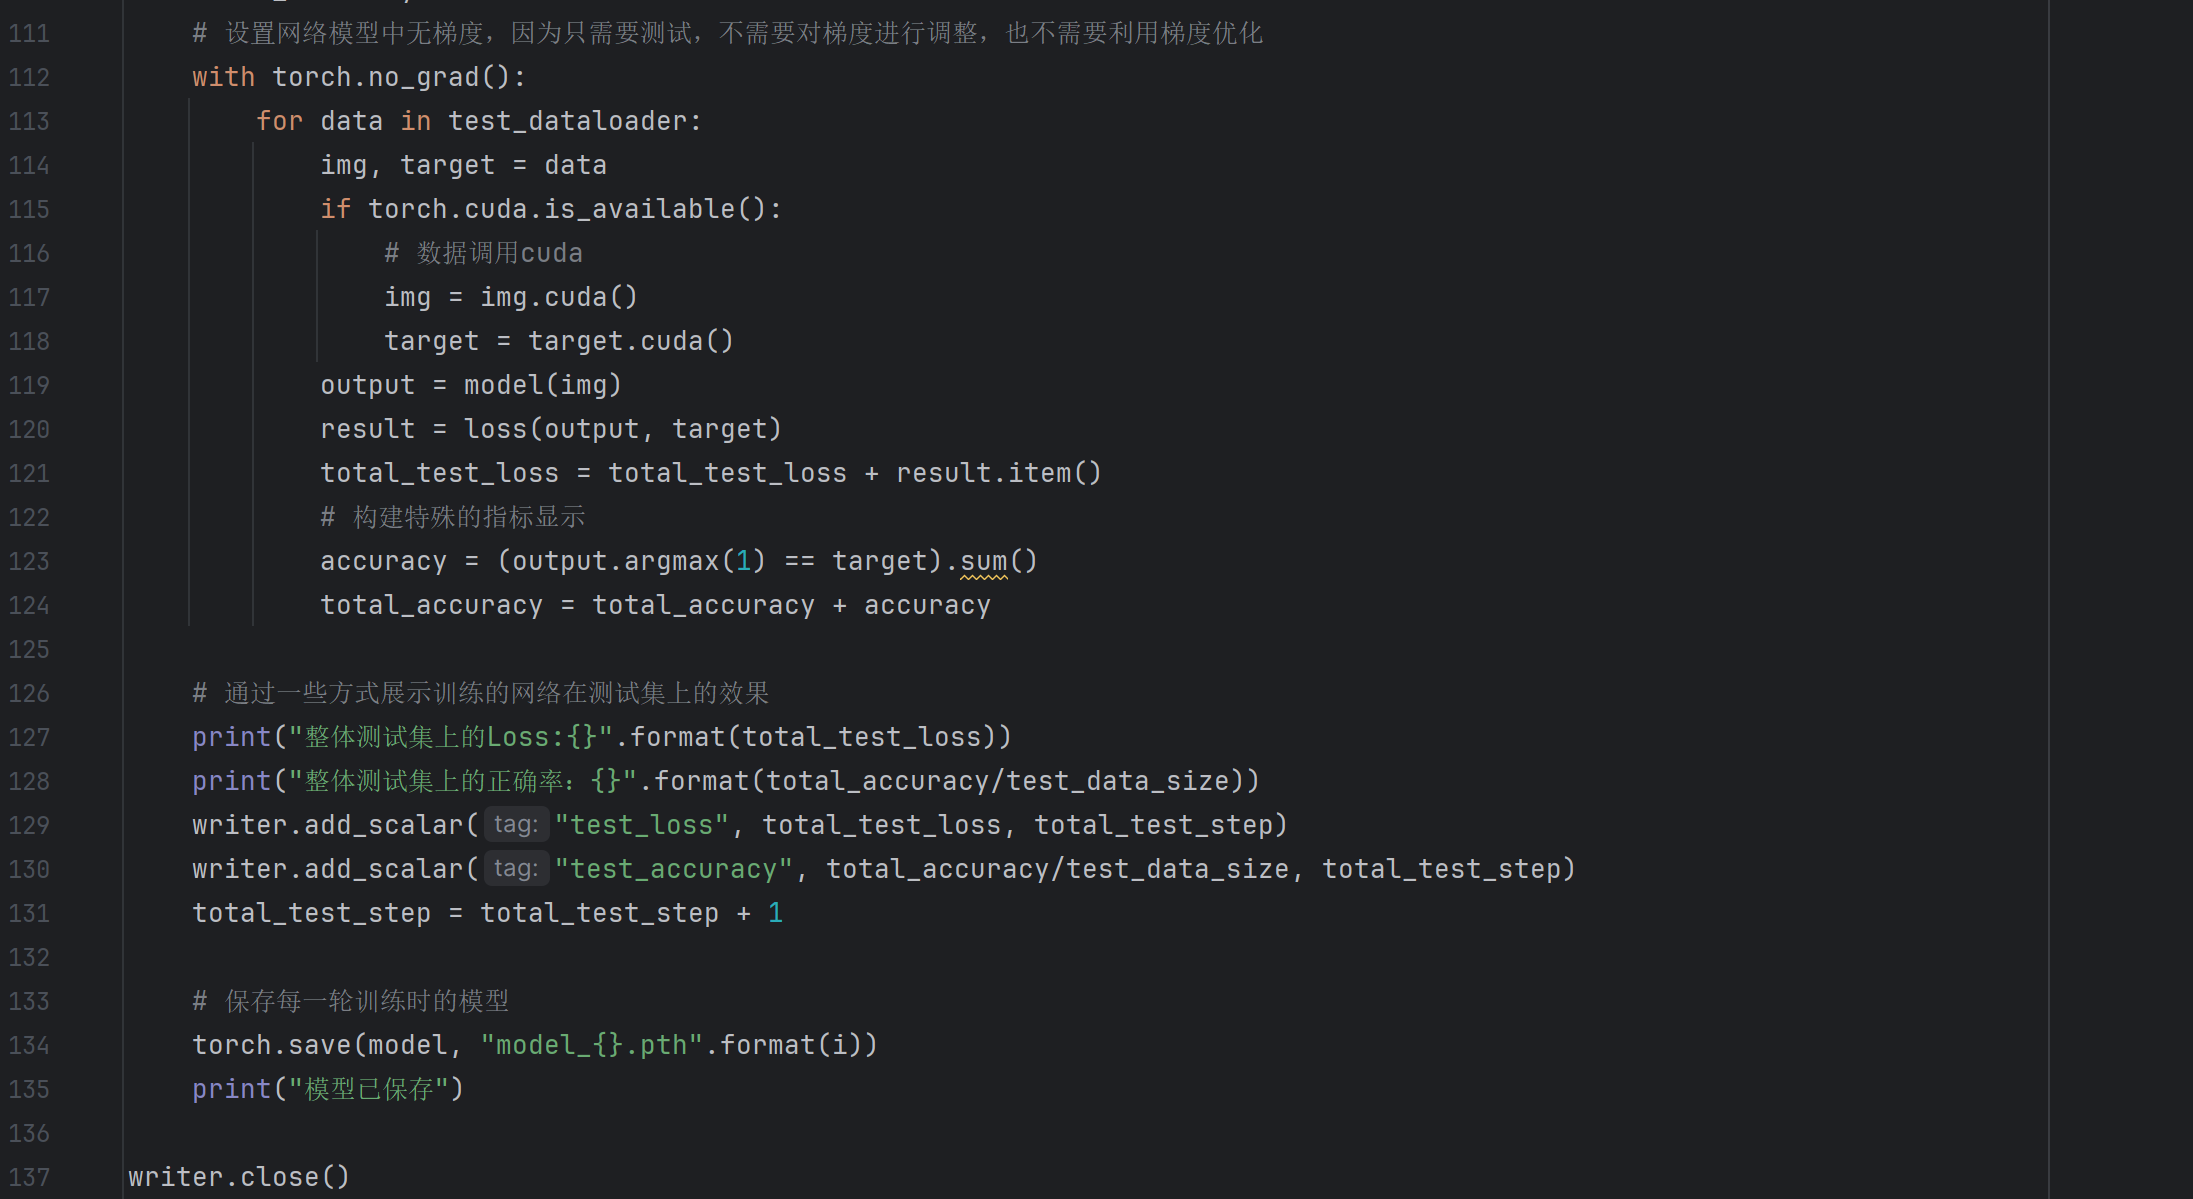 111 # 设置网络模型中无梯度，因为只需要测试，不需要对梯度进行调整，也不需要利用梯度优化
112 with torch.no_grad():
113 for data in test_dataloader:
114 img, target = data
115 if torch.cuda.is_available():
116 # 数据调用cuda
117 img = img.cuda()
118 target = target.cuda()
119 output = model(img)
120 result = loss(output, target)
121 total_test_loss = total_test_loss + result.item()
122 # 构建特殊的指标显示
123 accuracy = (output.argmax(1) == target).sum()
124 total_accuracy = total_accuracy + accuracy
125
126 # 通过一些方式展示训练的网络在测试集上的效果
127 print("整体测试集上的Loss:{}".format(total_test_loss))
128 print("整体测试集上的正确率：{}".format(total_accuracy/test_data_size))
129 writer.add_scalar( tag: "test_loss", total_test_loss, total_test_step)
130 writer.add_scalar( tag: "test_accuracy", total_accuracy/test_data_size, total_test_step)
131 total_test_step = total_test_step + 1
132
133 # 保存每一轮训练时的模型
134 torch.save(model, "model_{}.pth".format(i))
135 print("模型已保存")
136
137 writer.close()